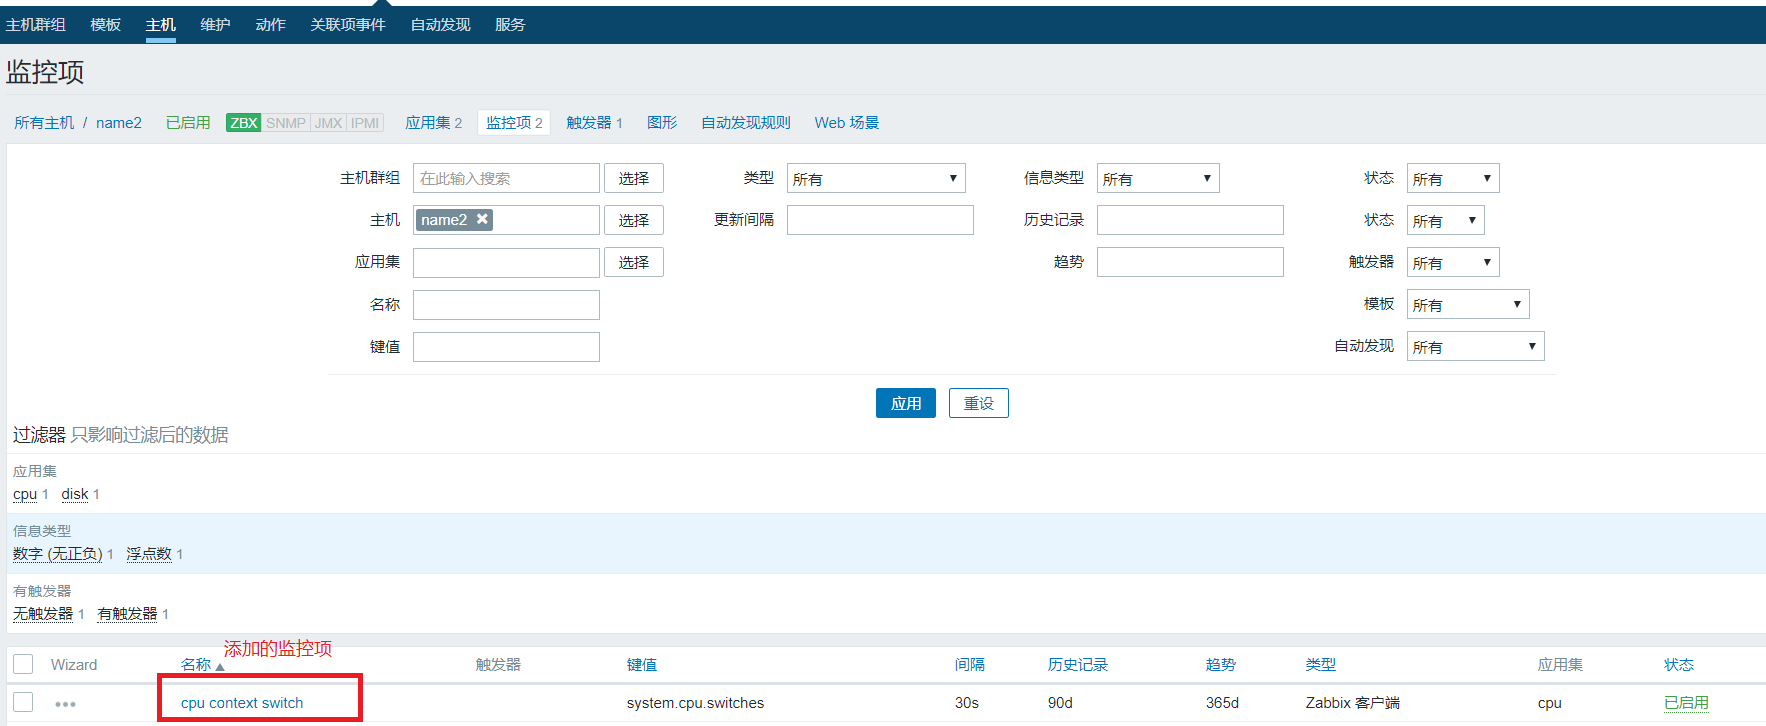 主机群组 模板 主机 维护 动作 关联项事件 自动发现 服务
监控项
所有主机 / name2 已启用 ZBX SNMP JMX IPMI 应用集 2 监控项 2 触发器 1 图形 自动发现规则 Web 场景
主机群组 在此输入搜索 选择 类型 所有 信息类型 所有 状态 所有
主机 name2 选择 更新间隔 历史记录 状态 所有
应用集 选择 趋势 触发器 所有
名称 模板 所有
键值 自动发现 所有
应用 重设
过滤器 只影响过滤后的数据
应用集
cpu 1 disk 1
信息类型
数字 (无正负) 1 浮点数 1
有触发器
无触发器 1 有触发器 1
添加的监控项
Wizard 名称 触发器 键值 间隔 历史记录 趋势 类型 应用集 状态
cpu context switch system.cpu.switches 30s 90d 365d Zabbix 客户端 cpu 已启用